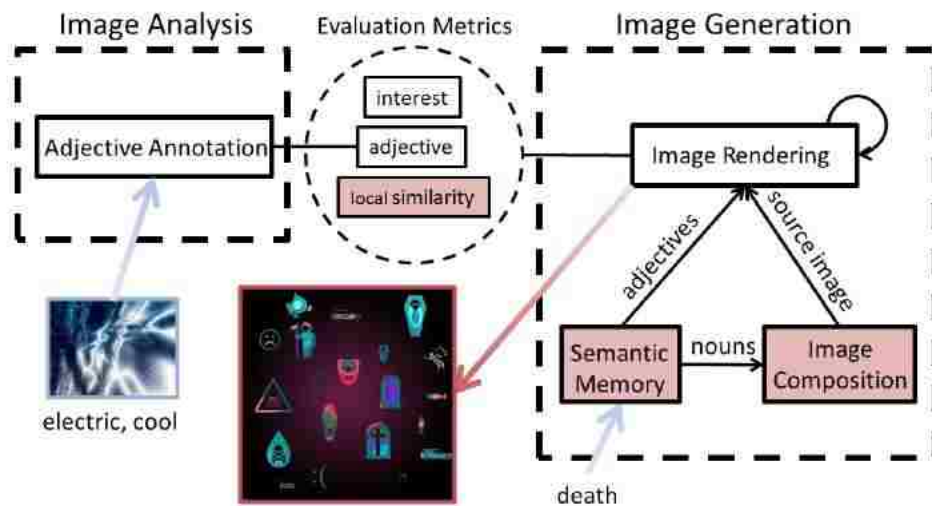 Image Analysis
Evaluation Metrics
Image Generation
interest
Adjective Annotation
adjective
Image Rendering
local similarity
adjectives
source image
Semantic
Memory
nouns
Image
Composition
electric, cool
death